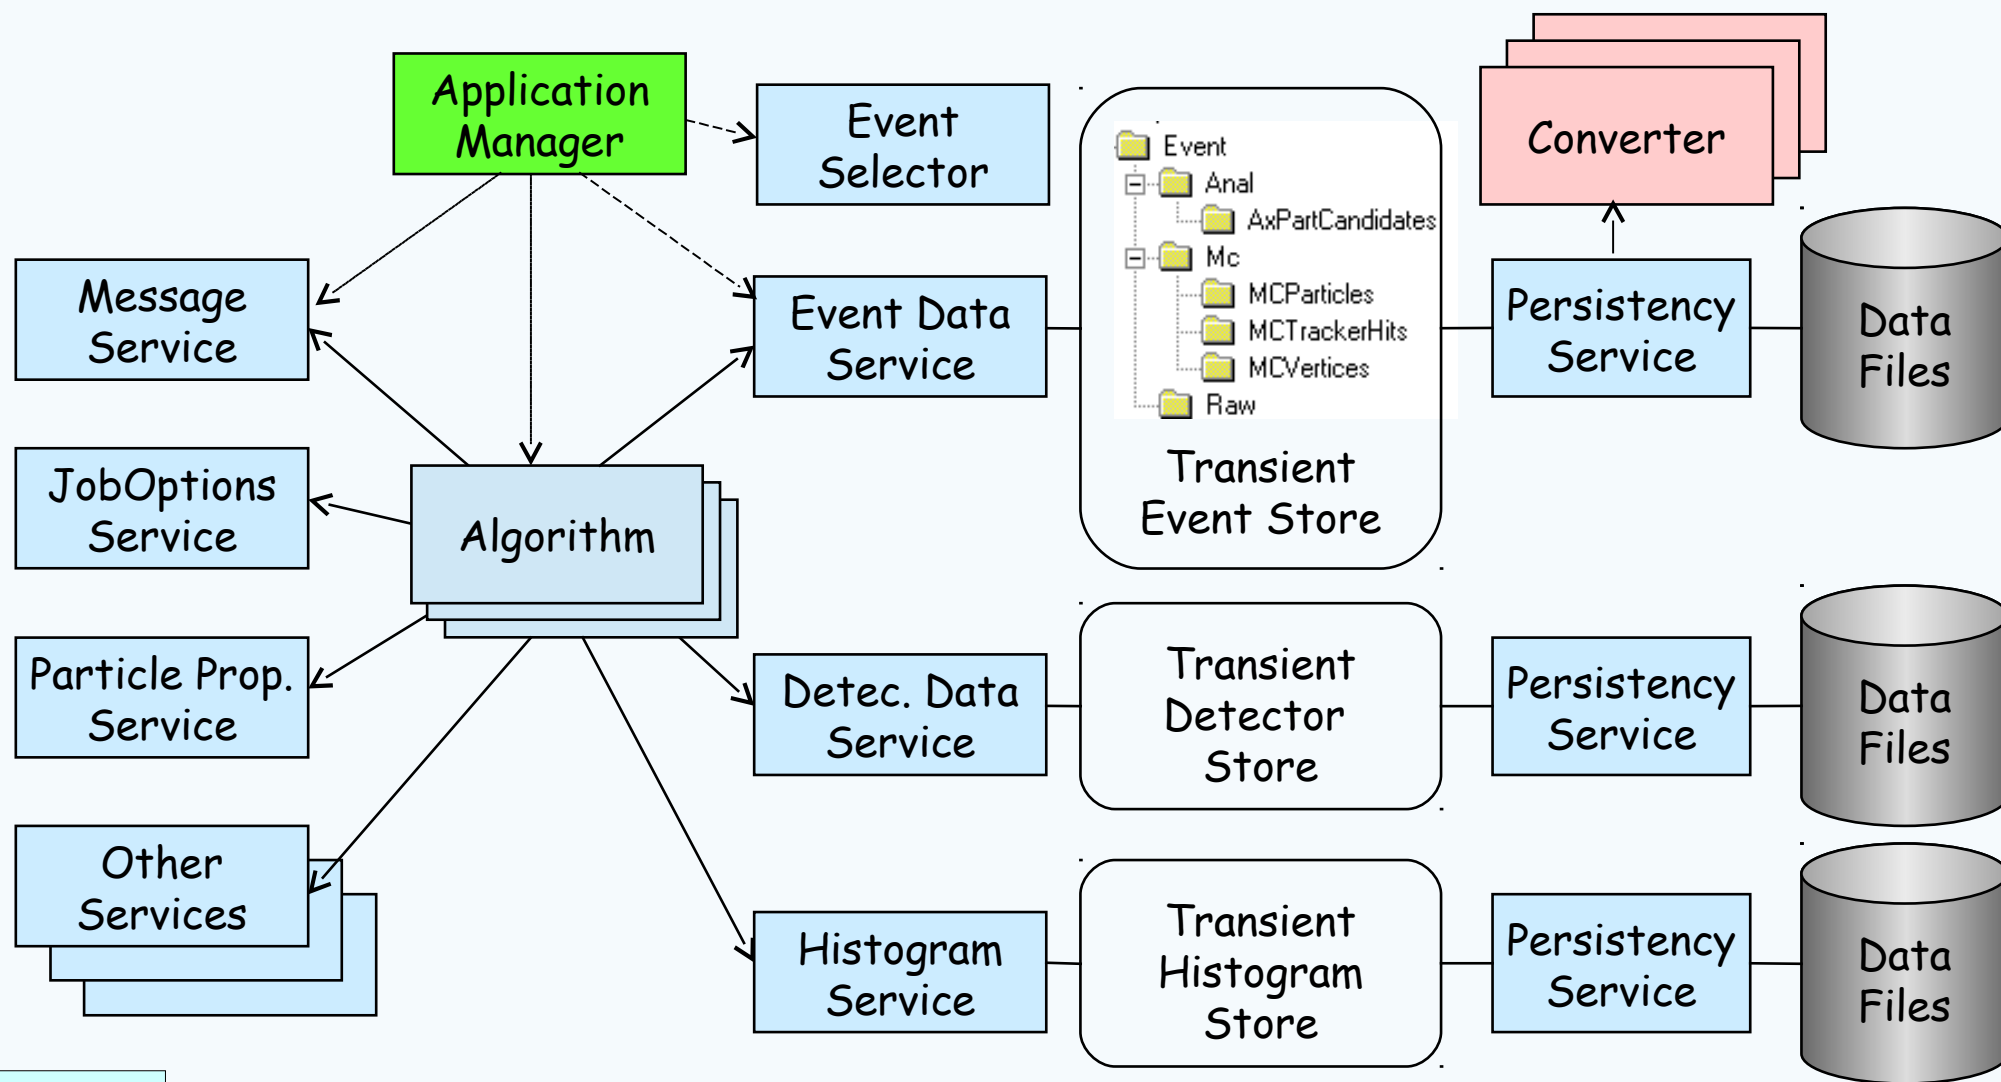 Application
Manager
Event
Selector
Event
Anal
AxPartCandidates
Mc
MCParticles
MCTrackerHits
MCVertices
Raw
Transient
Event Store
Converter
Message
Service
Event Data
Service
Persistency
Service
Data
Files
JobOptions
Service
Algorithm
Particle Prop.
Service
Detec. Data
Service
Transient
Detector
Store
Persistency
Service
Data
Files
Other
Services
Histogram
Service
Transient
Histogram
Store
Persistency
Service
Data
Files